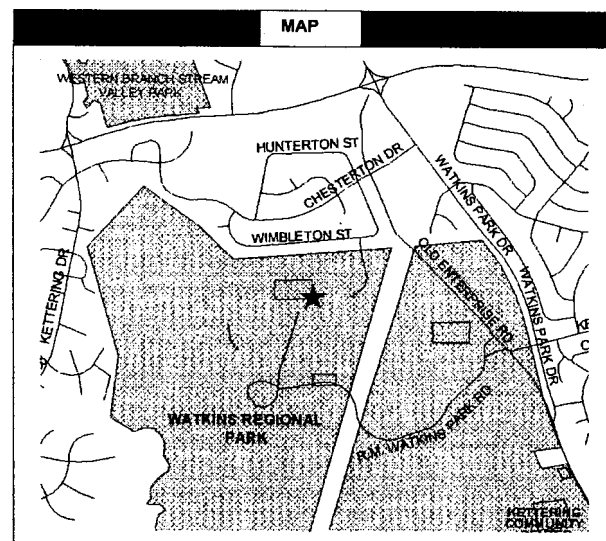 MAP
WESTERN BRANCH STREAM
VALLEY PARK
HUNTERTON ST
CHESTERTON DR
WATKINS PARK DR
WIMBLETON ST
KETTERING DR
OLD ENTERPRISE RD
WATKINS PARK DR
WATKINS REGIONAL
PARK
R.M. WATKINS PARK RD
KETTERING
COMMUNITY